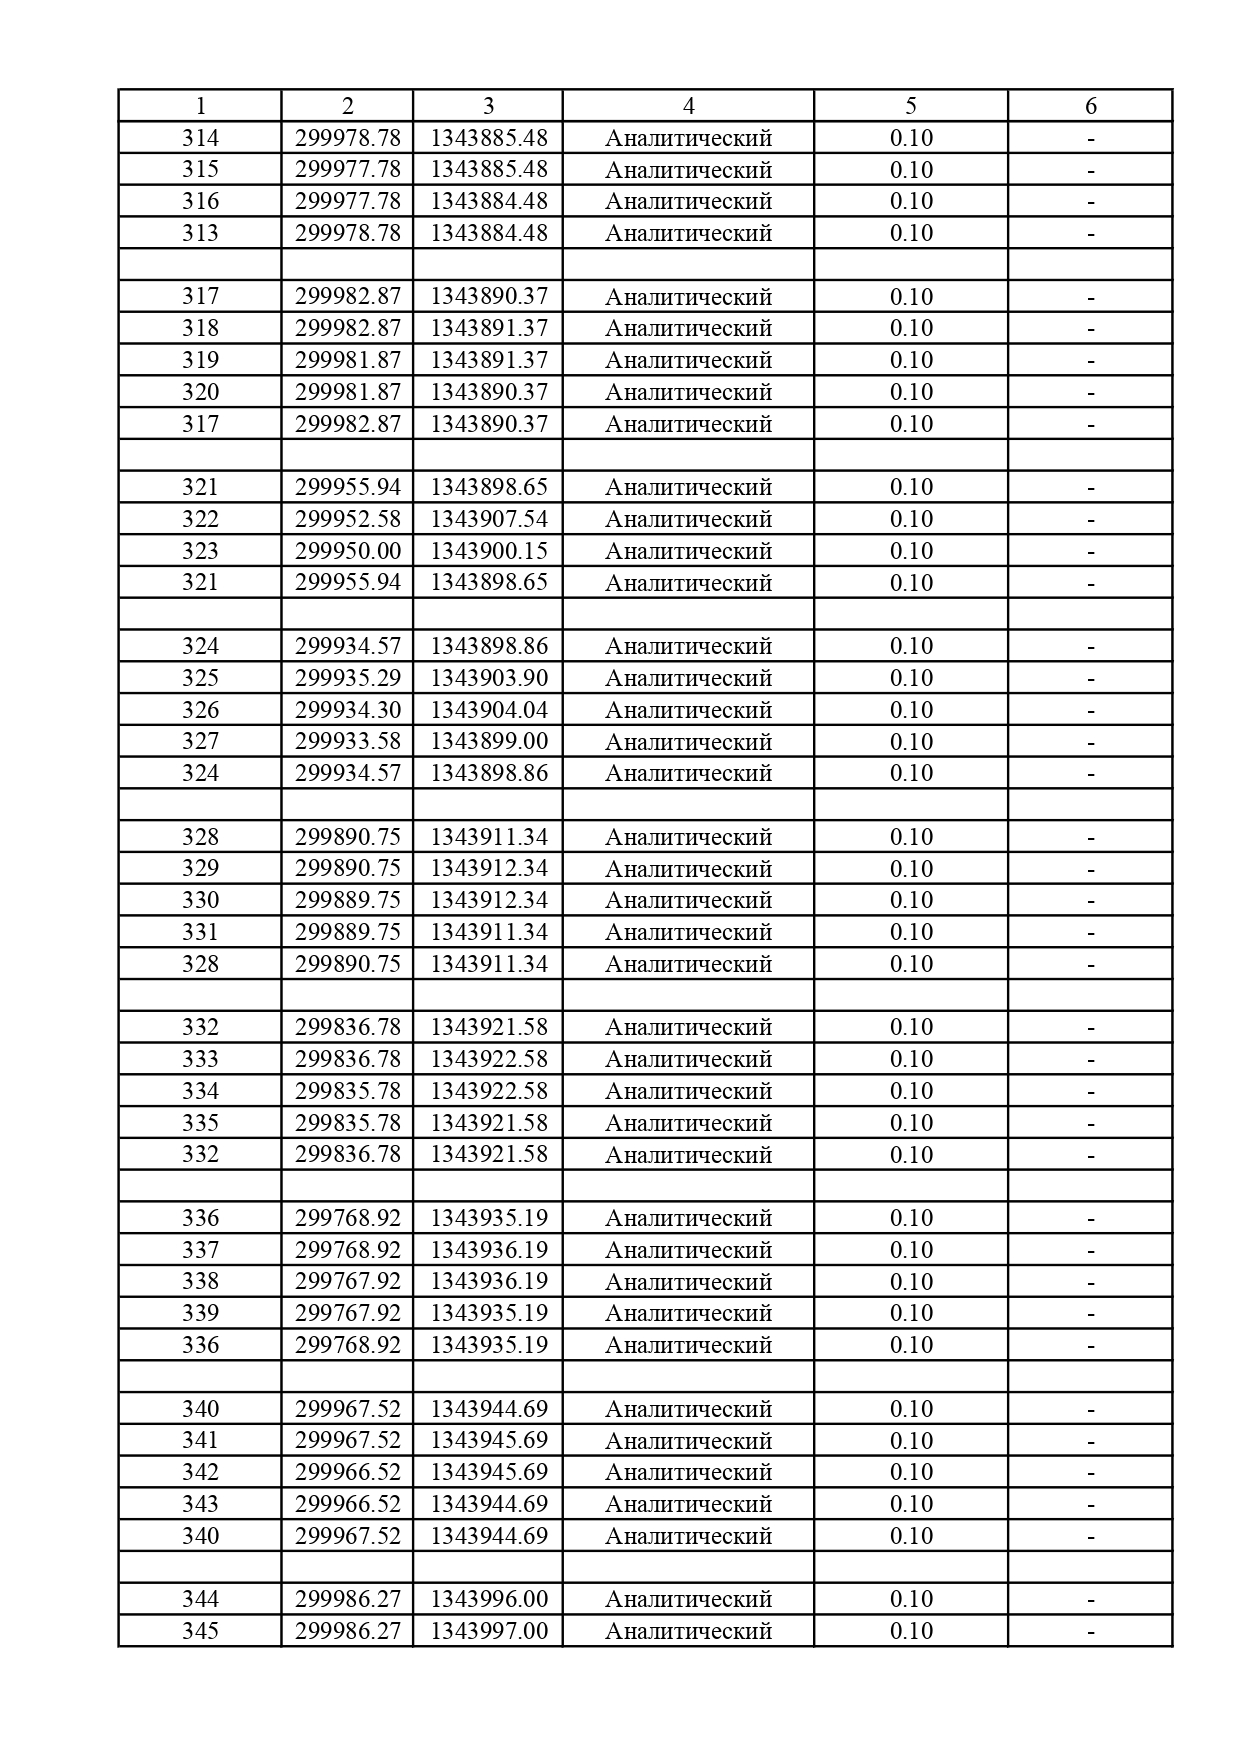 1 2 3 4 5 6
314 299978.78 1343885.48 Аналитический 0.10 -
315 299977.78 1343885.48 Аналитический 0.10 -
316 299977.78 1343884.48 Аналитический 0.10 -
313 299978.78 1343884.48 Аналитический 0.10 -
317 299982.87 1343890.37 Аналитический 0.10 -
318 299982.87 1343891.37 Аналитический 0.10 -
319 299981.87 1343891.37 Аналитический 0.10 -
320 299981.87 1343890.37 Аналитический 0.10 -
317 299982.87 1343890.37 Аналитический 0.10 -
321 299955.94 1343898.65 Аналитический 0.10 -
322 299952.58 1343907.54 Аналитический 0.10 -
323 299950.00 1343900.15 Аналитический 0.10 -
321 299955.94 1343898.65 Аналитический 0.10 -
324 299934.57 1343898.86 Аналитический 0.10 -
325 299935.29 1343903.90 Аналитический 0.10 -
326 299934.30 1343904.04 Аналитический 0.10 -
327 299933.58 1343899.00 Аналитический 0.10 -
324 299934.57 1343898.86 Аналитический 0.10 -
328 299890.75 1343911.34 Аналитический 0.10 -
329 299890.75 1343912.34 Аналитический 0.10 -
330 299889.75 1343912.34 Аналитический 0.10 -
331 299889.75 1343911.34 Аналитический 0.10 -
328 299890.75 1343911.34 Аналитический 0.10 -
332 299836.78 1343921.58 Аналитический 0.10 -
333 299836.78 1343922.58 Аналитический 0.10 -
334 299835.78 1343922.58 Аналитический 0.10 -
335 299835.78 1343921.58 Аналитический 0.10 -
332 299836.78 1343921.58 Аналитический 0.10 -
336 299768.92 1343935.19 Аналитический 0.10 -
337 299768.92 1343936.19 Аналитический 0.10 -
338 299767.92 1343936.19 Аналитический 0.10 -
339 299767.92 1343935.19 Аналитический 0.10 -
336 299768.92 1343935.19 Аналитический 0.10 -
340 299967.52 1343944.69 Аналитический 0.10 -
341 299967.52 1343945.69 Аналитический 0.10 -
342 299966.52 1343945.69 Аналитический 0.10 -
343 299966.52 1343944.69 Аналитический 0.10 -
340 299967.52 1343944.69 Аналитический 0.10 -
344 299986.27 1343996.00 Аналитический 0.10 -
345 299986.27 1343997.00 Аналитический 0.10 -